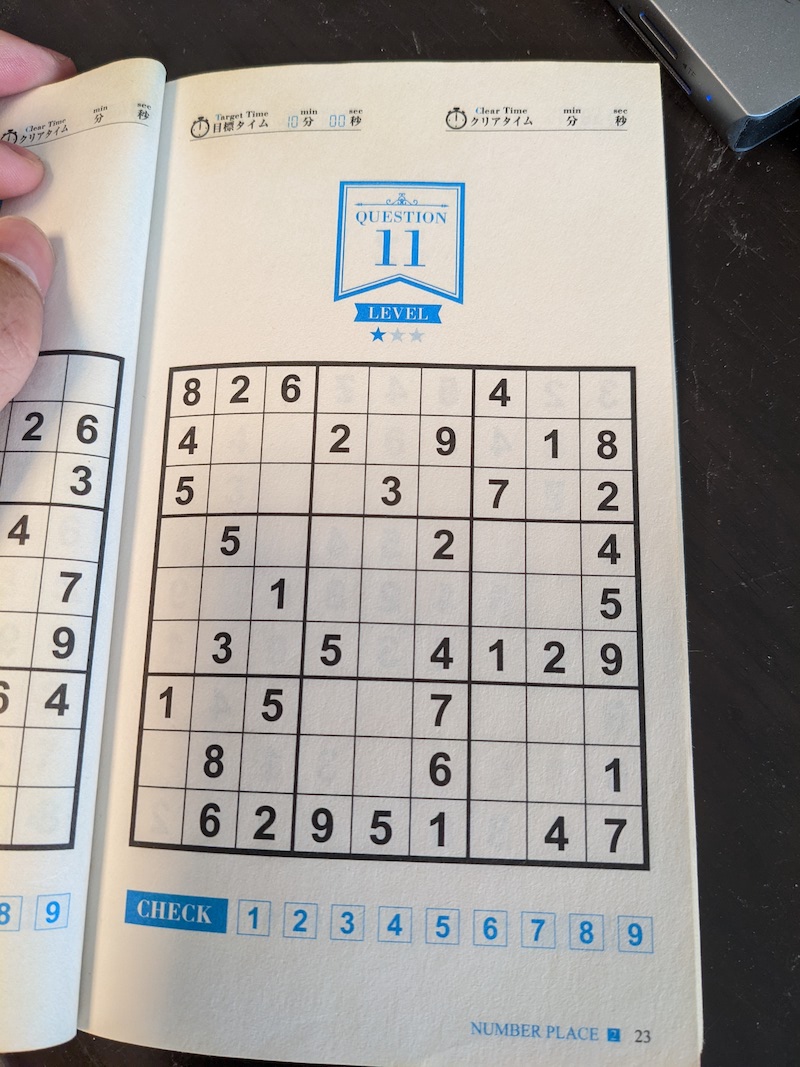 Clear Time
クリアタイム
min
分
sec
秒
Target Time
目標タイム
min
10分
sec
00秒
Clear Time
クリアタイム
min
分
sec
秒
QUESTION
11
LEVEL
2 6
3
4
7
9
6 4
8 9
8 2 6 4
4 2 9 1 8
5 3 7 2
5 2 4
1 5
3 5 4 1 2 9
1 5 7
8 6 1
6 2 9 5 1 4 7
CHECK 1 2 3 4 5 6 7 8 9
NUMBER PLACE 2 23